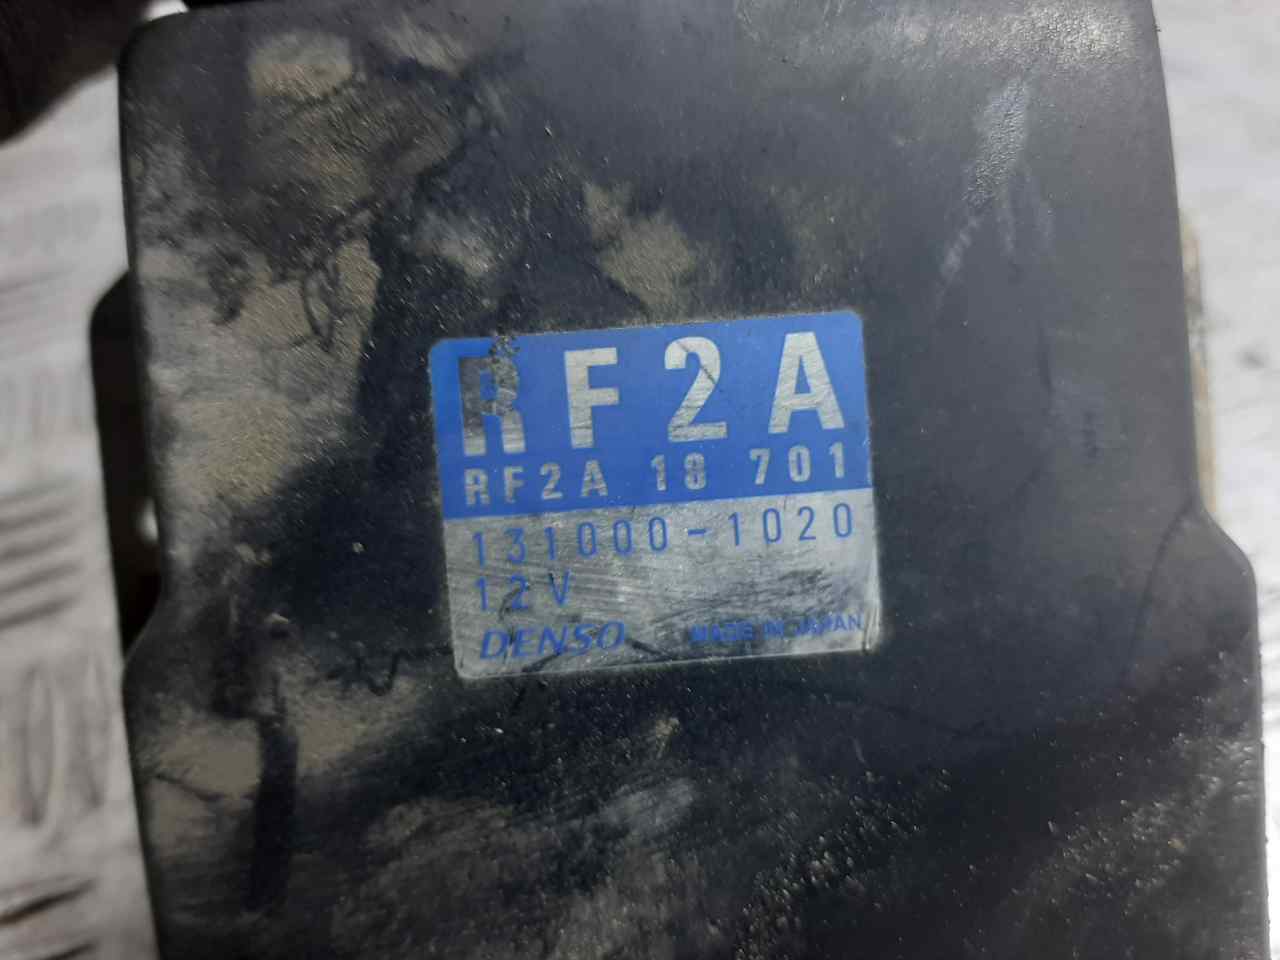 RF2A
RF2A 18 701
131000-1020
12V
DENSO MADE IN JAPAN